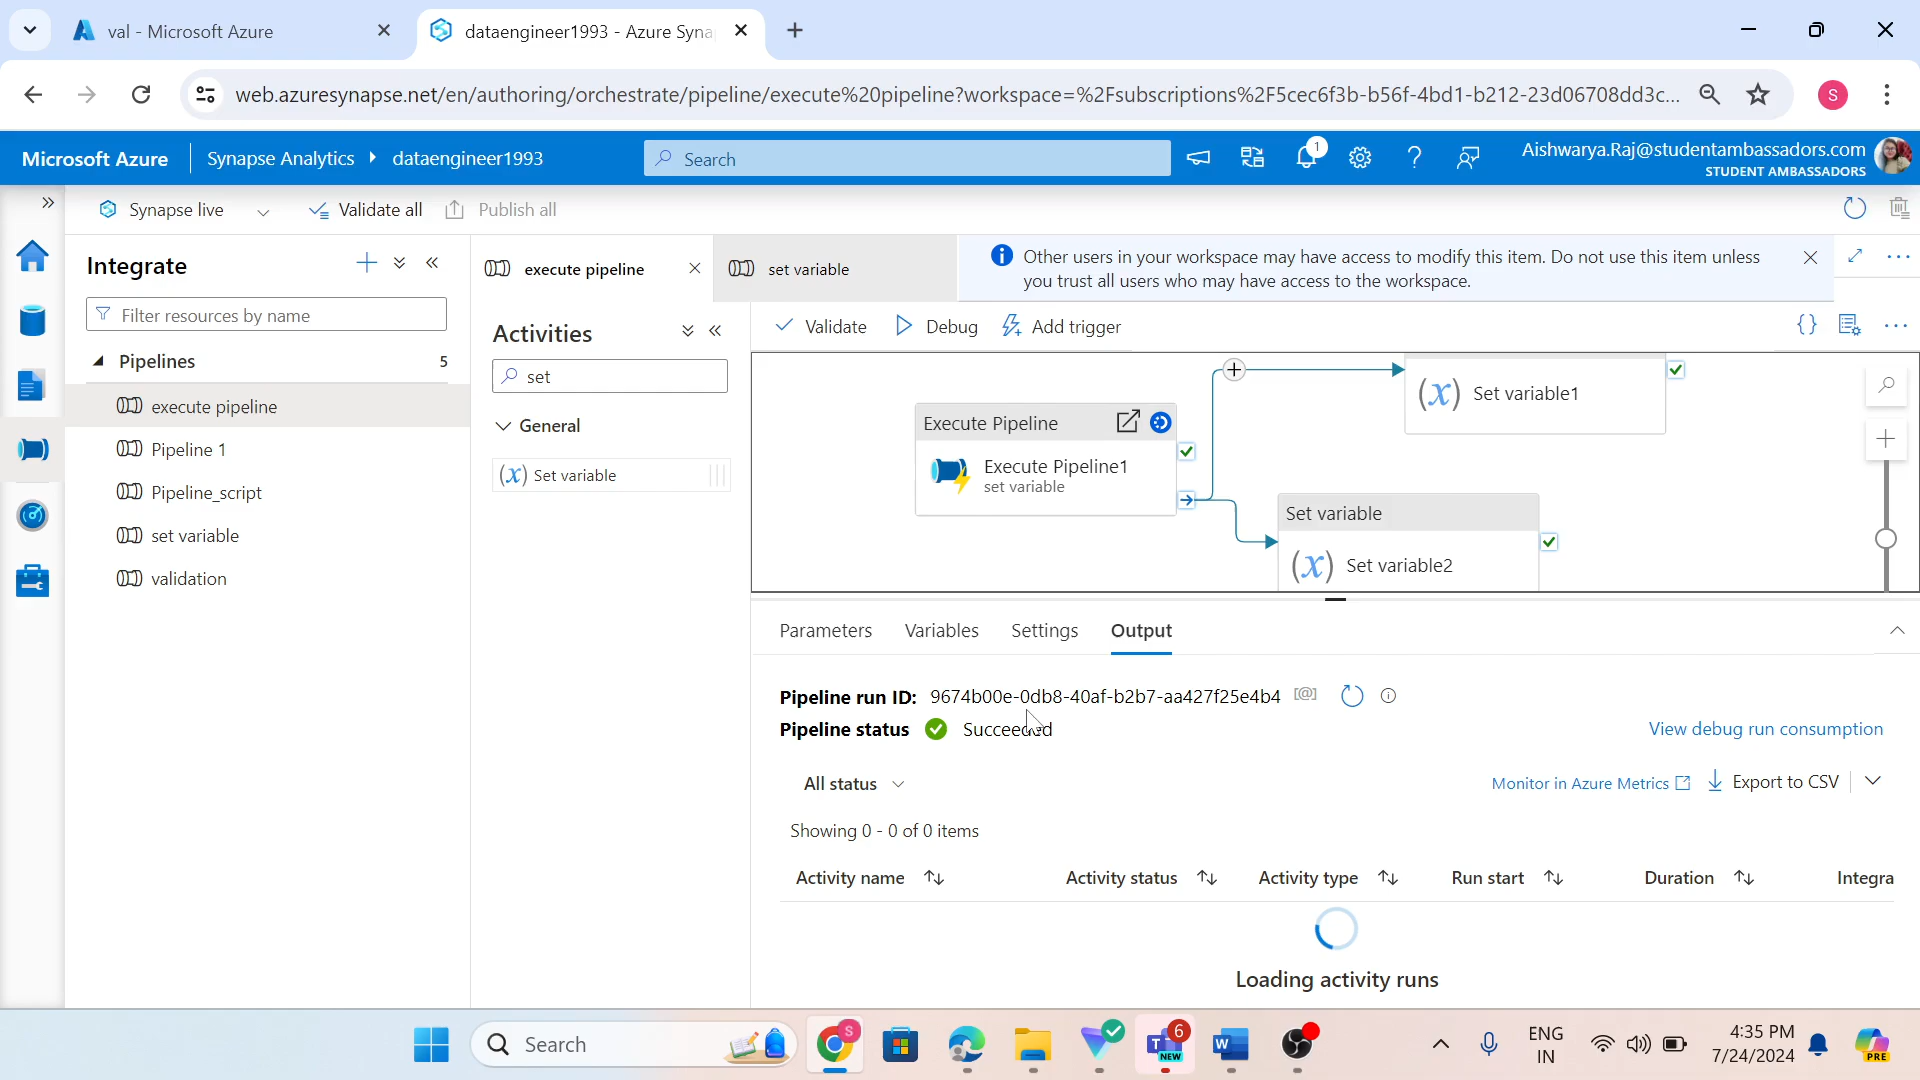 val - Microsoft Azure
dataengineer1993 - Azure Syna
web.azuresynapse.net/en/authoring/orchestrate/pipeline/execute%20pipeline?workspace=%2Fsubscriptions%2F5cec6f3b-b56f-4bd1-b212-23d06708dd3c...
S
Microsoft Azure
Synapse Analytics
dataengineer1993
Search
1
Aishwarya.Raj@studentambassadors.com
STUDENT AMBASSADORS
Synapse live
Validate all
Publish all
Integrate
Filter resources by name
Pipelines
5
execute pipeline
Pipeline 1
Pipeline_script
set variable
validation
execute pipeline
set variable
Other users in your workspace may have access to modify this item. Do not use this item unless
you trust all users who may have access to the workspace.
Activities
set
General
(x) Set variable
Validate
Debug
Add trigger
{}
Execute Pipeline
Execute Pipeline1
set variable
(x) Set variable1
Set variable
(x) Set variable2
Parameters
Variables
Settings
Output
Pipeline run ID: 9674b00e-0db8-40af-b2b7-aa427f25e4b4 [@]
Pipeline status Succeeded
View debug run consumption
All status
Monitor in Azure Metrics
Export to CSV
Showing 0 - 0 of 0 items
Activity name
Activity status
Activity type
Run start
Duration
Integra
Loading activity runs
Search
S
6
NEW
W
ENG
IN
4:35 PM
7/24/2024
PRE